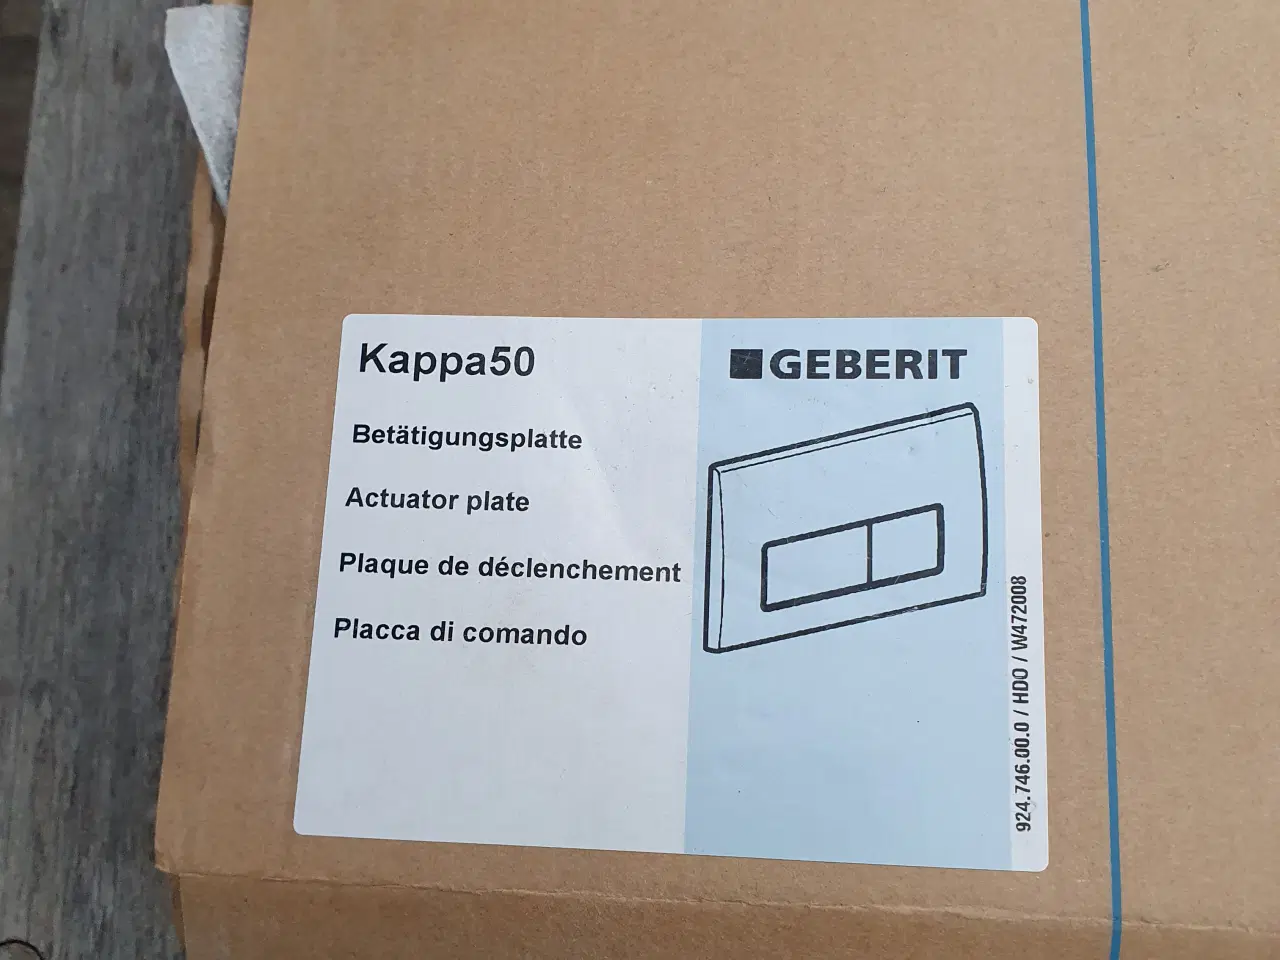 Kappa50
Betätigungsplatte
Actuator plate
Plaque de déclenchement
Placca di comando
GEBERIT
924.746.00.0 / HDO / W472008